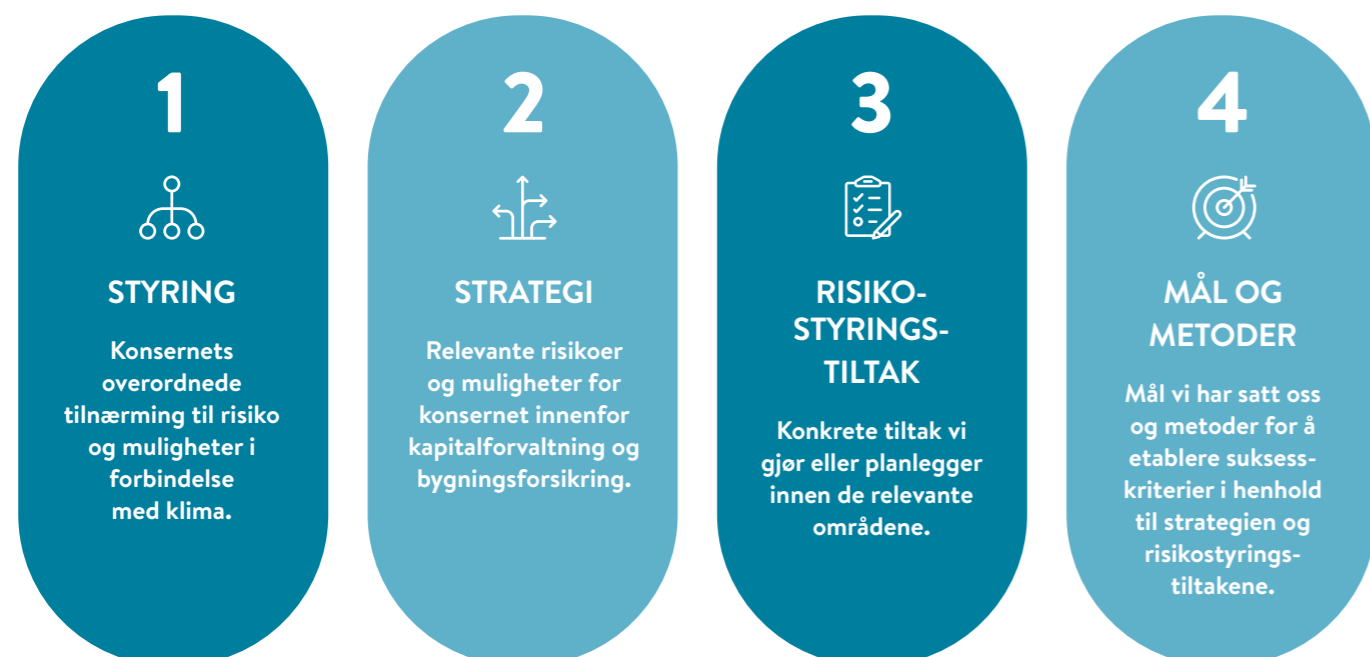 1
STYRING
Konsernets
overordnede
tilnærming til risiko
og muligheter i
forbindelse
med klima.
2
STRATEGI
Relevante risikoer
og muligheter for
konsernet innenfor
kapitalforvaltning og
bygningsforsikring.
3
RISIKO-
STYRINGS-
TILTAK
Konkrete tiltak vi
gjør eller planlegger
innen de relevante
områdene.
4
MÅL OG
METODER
Mål vi har satt oss
og metoder for å
etablere suksess-
kriterier i henhold
til strategien og
risikostyrings-
tiltakene.